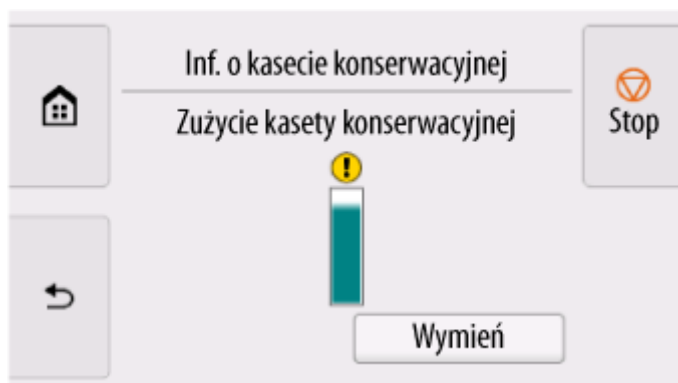 Inf. o kasecie konserwacyjnej
Zużycie kasety konserwacyjnej
Stop
Wymień